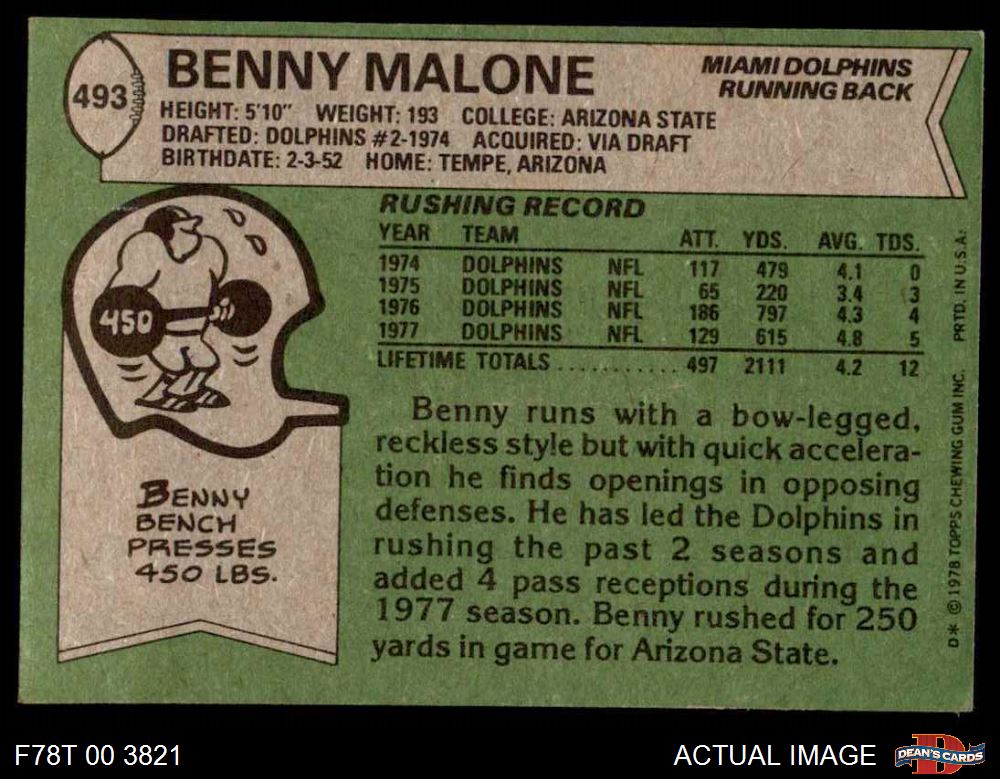 493
BENNY MALONE
MIAMI DOLPHINS
RUNNING BACK
HEIGHT: 5'10" WEIGHT: 193 COLLEGE: ARIZONA STATE
DRAFTED: DOLPHINS #2-1974 ACQUIRED: VIA DRAFT
BIRTHDATE: 2-3-52 HOME: TEMPE, ARIZONA
RUSHING RECORD
YEAR TEAM ATT. YDS. AVG. TDS.
1974 DOLPHINS NFL 117 479 4.1 0
1975 DOLPHINS NFL 65 220 3.4 3
1976 DOLPHINS NFL 186 797 4.3 4
1977 DOLPHINS NFL 129 615 4.8 5
LIFETIME TOTALS ........... 497 2111 4.2 12
450
BENNY
BENCH
PRESSES
450 LBS.
Benny runs with a bow-legged,
reckless style but with quick accelera-
tion he finds openings in opposing
defenses. He has led the Dolphins in
rushing the past 2 seasons and
added 4 pass receptions during the
1977 season. Benny rushed for 250
yards in game for Arizona State.
D* © 1978 TOPPS CHEWING GUM INC. PRTD. IN U.S.A.
F78T 00 3821
ACTUAL IMAGE
DEAN'S CARDS